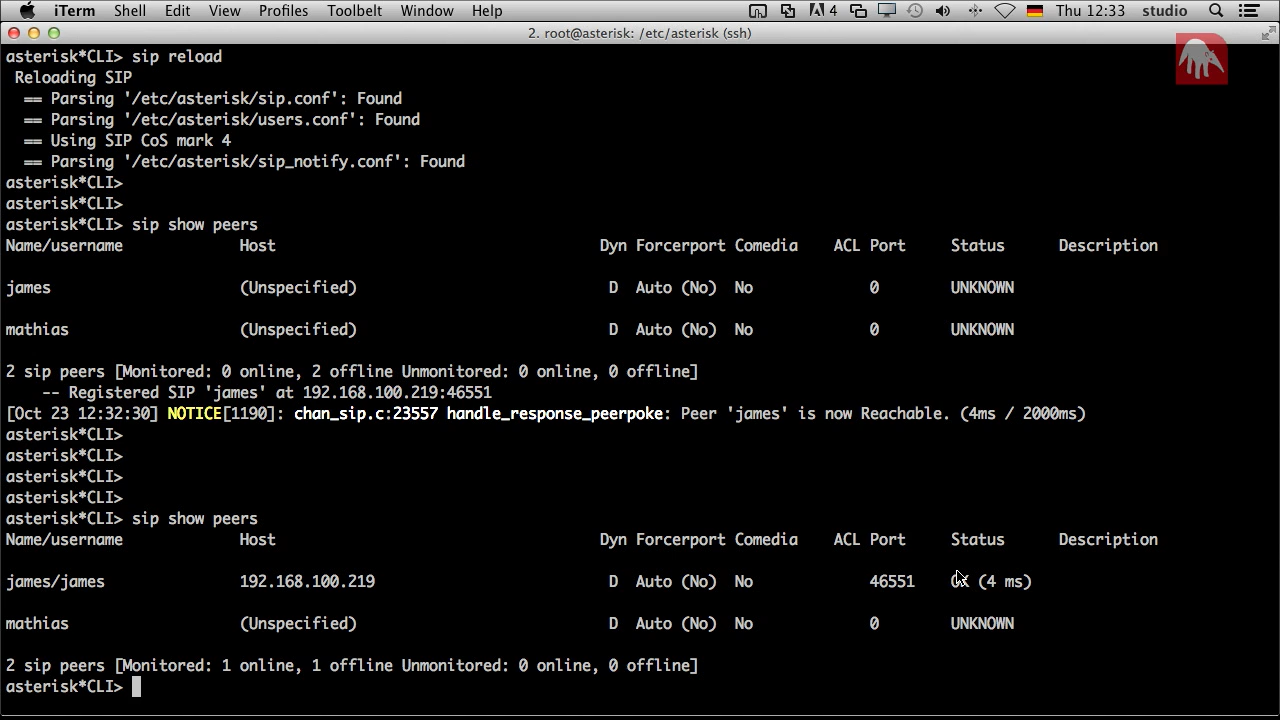 iTerm Shell Edit View Profiles Toolbelt Window Help 4 Thu 12:33 studio
2. root@asterisk: /etc/asterisk (ssh)
asterisk*CLI> sip reload
Reloading SIP
== Parsing '/etc/asterisk/sip.conf': Found
== Parsing '/etc/asterisk/users.conf': Found
== Using SIP CoS mark 4
== Parsing '/etc/asterisk/sip_notify.conf': Found
asterisk*CLI>
asterisk*CLI>
asterisk*CLI> sip show peers
Name/username Host Dyn Forcerport Comedia ACL Port Status Description
james (Unspecified) D Auto (No) No 0 UNKNOWN
mathias (Unspecified) D Auto (No) No 0 UNKNOWN
2 sip peers [Monitored: 0 online, 2 offline Unmonitored: 0 online, 0 offline]
-- Registered SIP 'james' at 192.168.100.219:46551
[Oct 23 12:32:30] NOTICE[1190]: chan_sip.c:23557 handle_response_peerpoke: Peer 'james' is now Reachable. (4ms / 2000ms)
asterisk*CLI>
asterisk*CLI>
asterisk*CLI>
asterisk*CLI>
asterisk*CLI> sip show peers
Name/username Host Dyn Forcerport Comedia ACL Port Status Description
james/james 192.168.100.219 D Auto (No) No 46551 OK (4 ms)
mathias (Unspecified) D Auto (No) No 0 UNKNOWN
2 sip peers [Monitored: 1 online, 1 offline Unmonitored: 0 online, 0 offline]
asterisk*CLI>